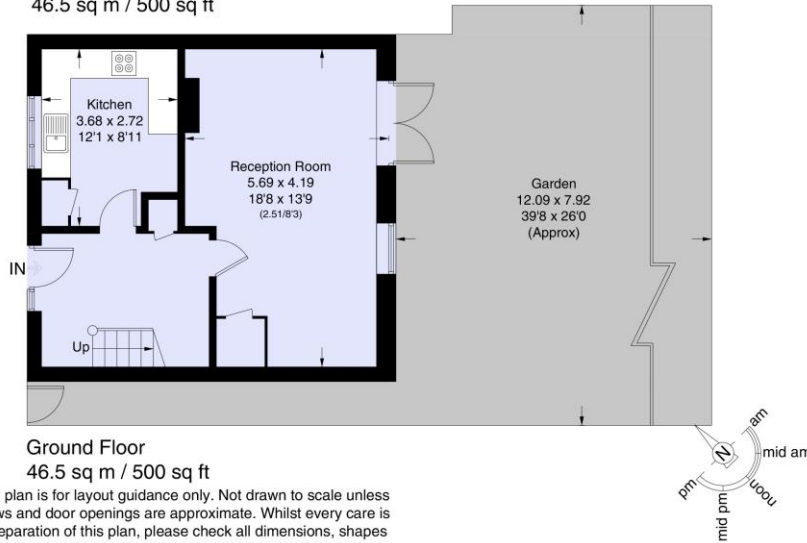 46.5 sq m / 500 sq ft
Kitchen
3.68 x 2.72
12'1 x 8'11
Reception Room
5.69 x 4.19
18'8 x 13'9
(2.51/8'3)
Garden
12.09 x 7.92
39'8 x 26'0
(Approx)
IN
Up
Ground Floor
46.5 sq m / 500 sq ft
plan is for layout guidance only. Not drawn to scale unless
ws and door openings are approximate. Whilst every care is
eparation of this plan, please check all dimensions, shapes
N
am
mid am
noon
mid pm
pm